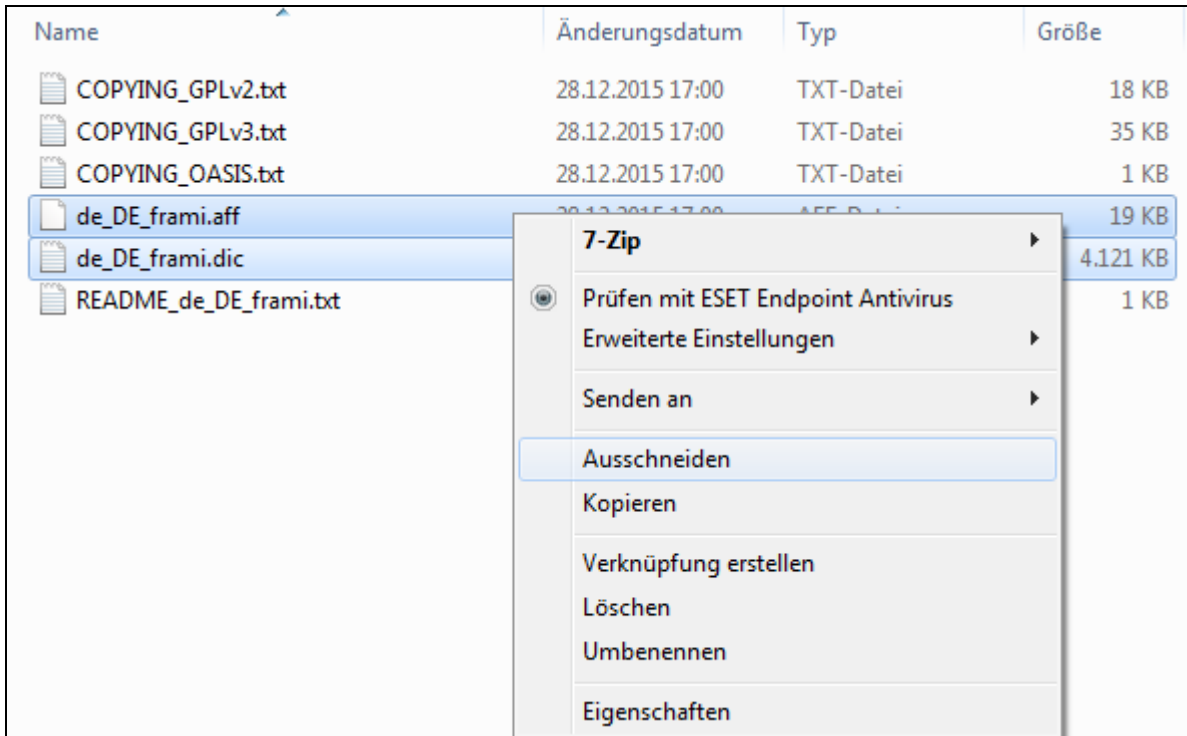 Name Änderungsdatum Typ Größe
COPYING_GPLv2.txt 28.12.2015 17:00 TXT-Datei 18 KB
COPYING_GPLv3.txt 28.12.2015 17:00 TXT-Datei 35 KB
COPYING_OASIS.txt 28.12.2015 17:00 TXT-Datei 1 KB
de_DE_frami.aff 19 KB
de_DE_frami.dic 4.121 KB
README_de_DE_frami.txt 1 KB
7-Zip
Prüfen mit ESET Endpoint Antivirus
Erweiterte Einstellungen
Senden an
Ausschneiden
Kopieren
Verknüpfung erstellen
Löschen
Umbenennen
Eigenschaften